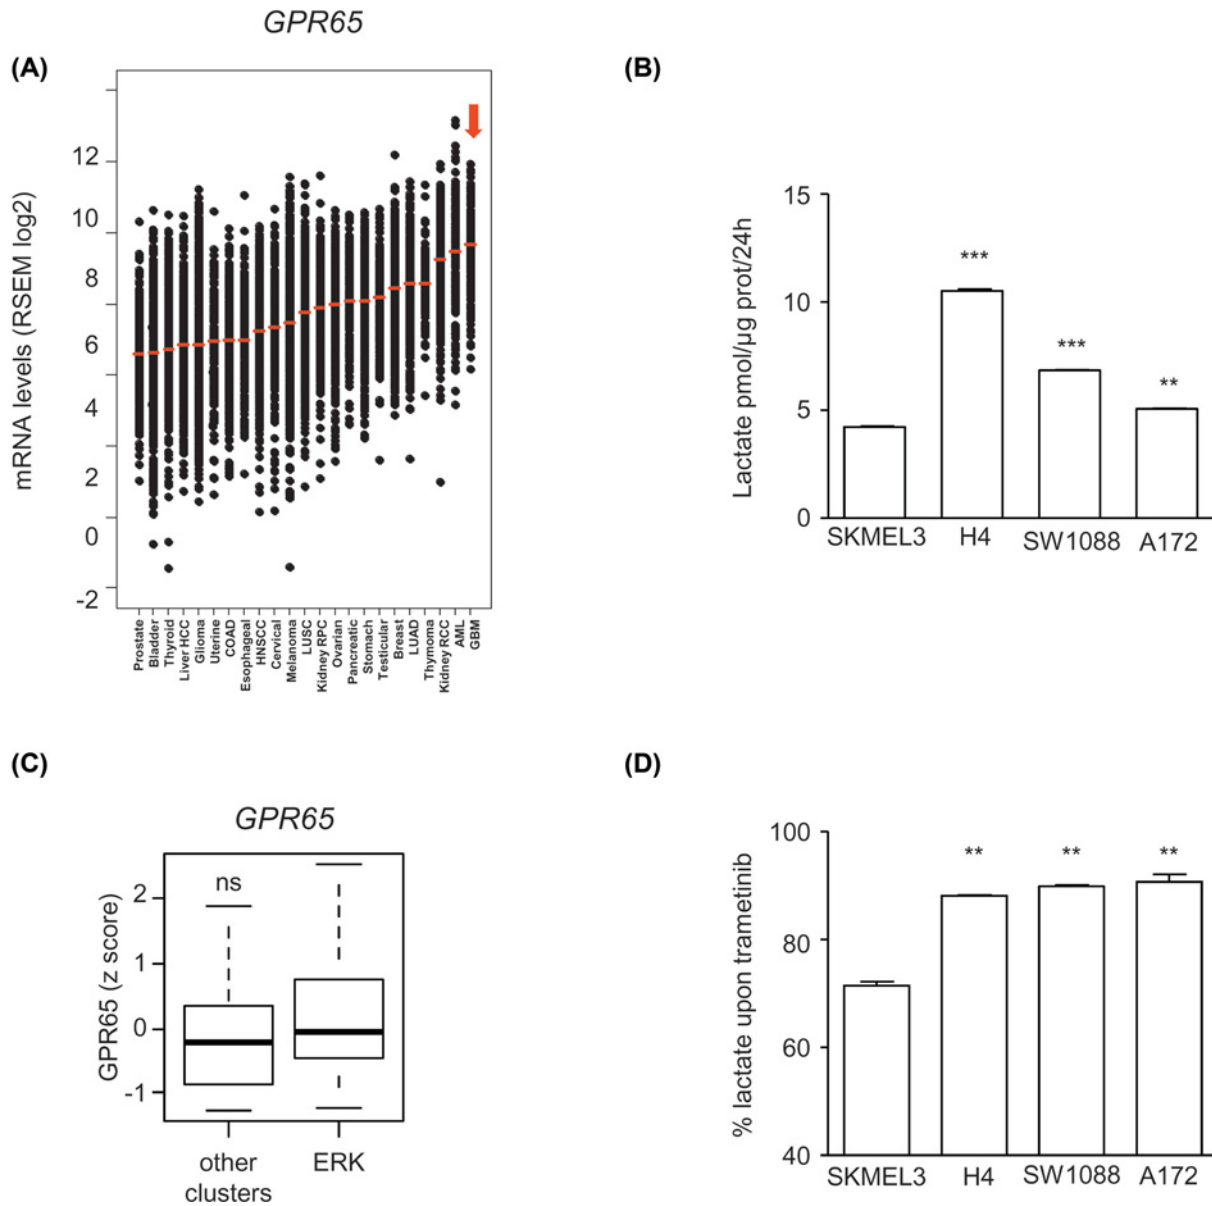 GPR65
(A)
mRNA levels (RSEM log2)
12
10
8
6
4
2
0
-2
Prostate
Bladder
Thyroid
Liver HCC
Glioma
Uterine
COAD
Esophageal
HNSCC
Cervical
Melanoma
LUSC
Kidney RPC
Ovarian
Pancreatic
Stomach
Testicular
Breast
LUAD
Thymoma
Kidney RCC
AML
GBM
(B)
Lactate pmol/µg prot/24h
15
10
5
0
***
***
**
SKMEL3
H4
SW1088
A172
(C)
GPR65
GPR65 (z score)
2
1
0
-1
ns
other
clusters
ERK
(D)
% lactate upon trametinib
100
80
60
40
**
**
**
SKMEL3
H4
SW1088
A172